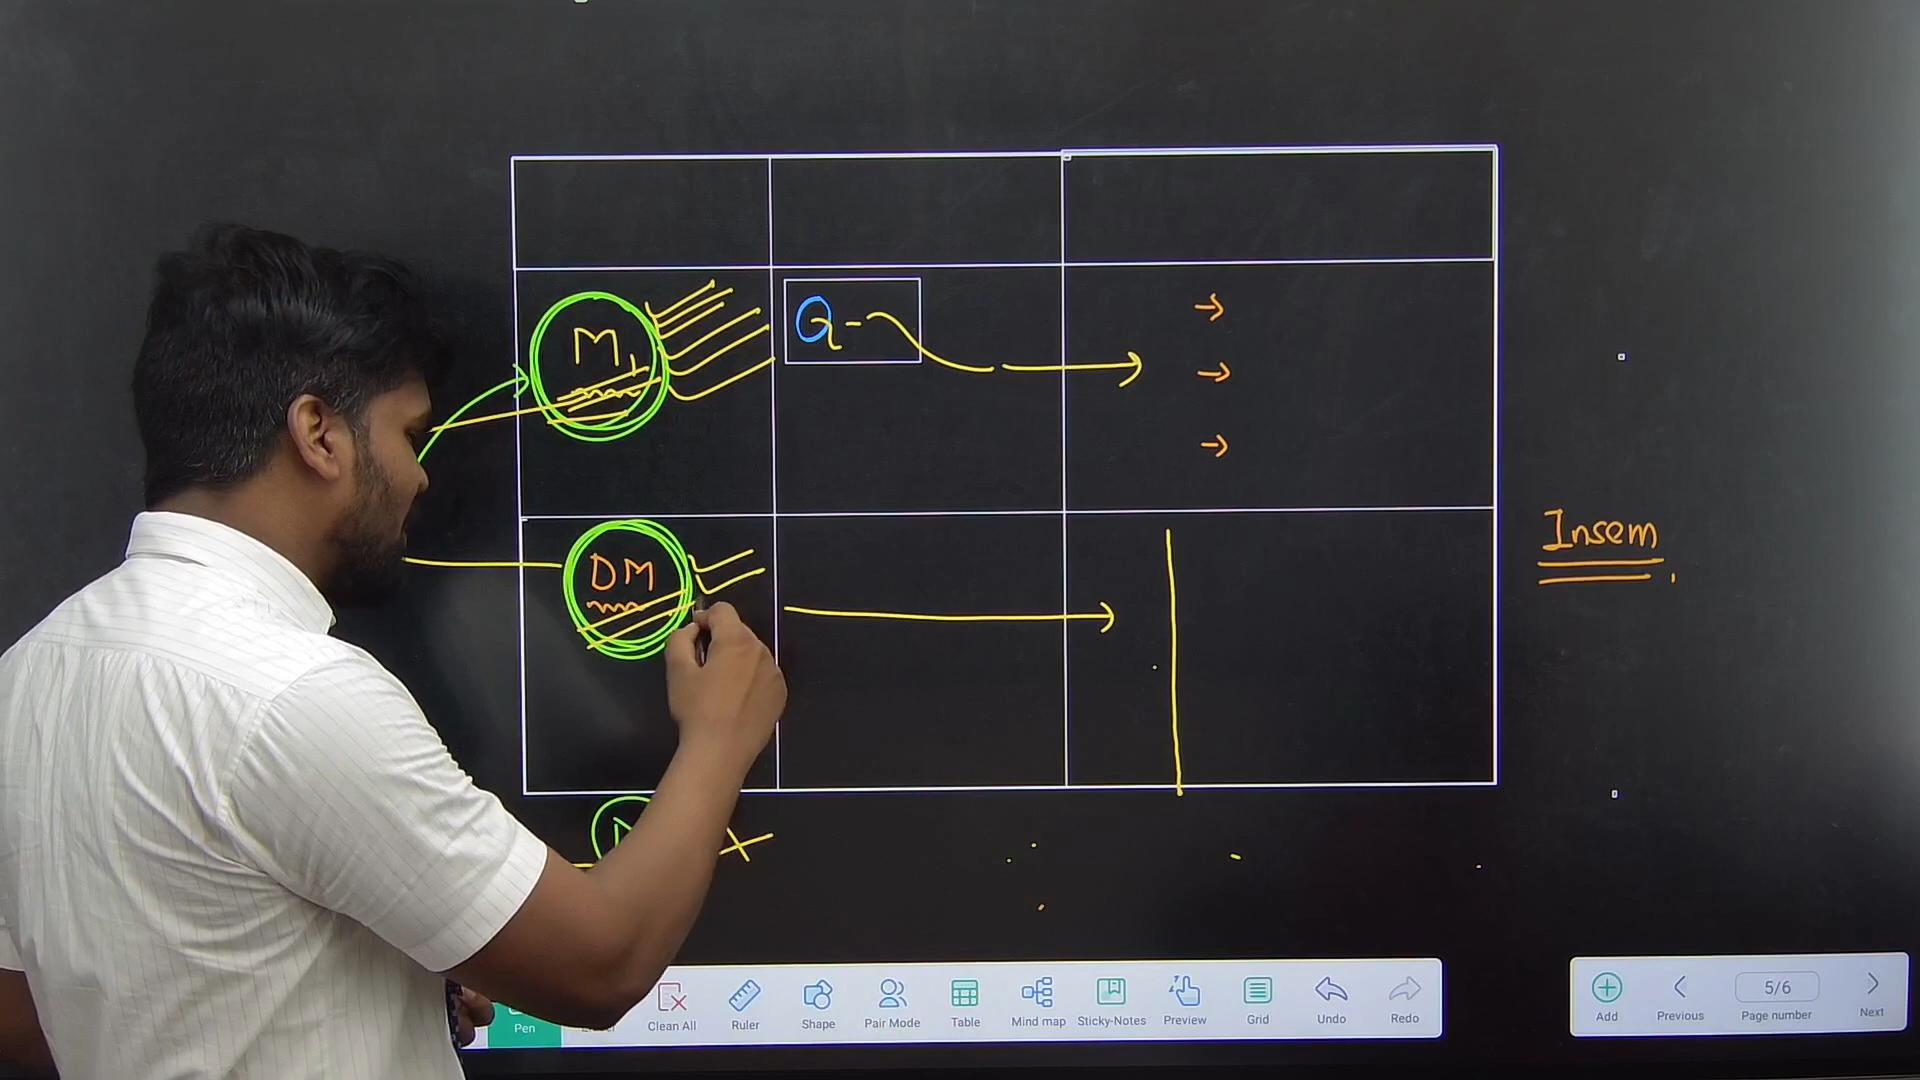 M1
Q-
DM
Insem
Pen
Clean All
Ruler
Shape
Pair Mode
Table
Mind map
Sticky-Notes
Preview
Grid
Undo
Redo
Add
Previous
5/6
Page number
Next